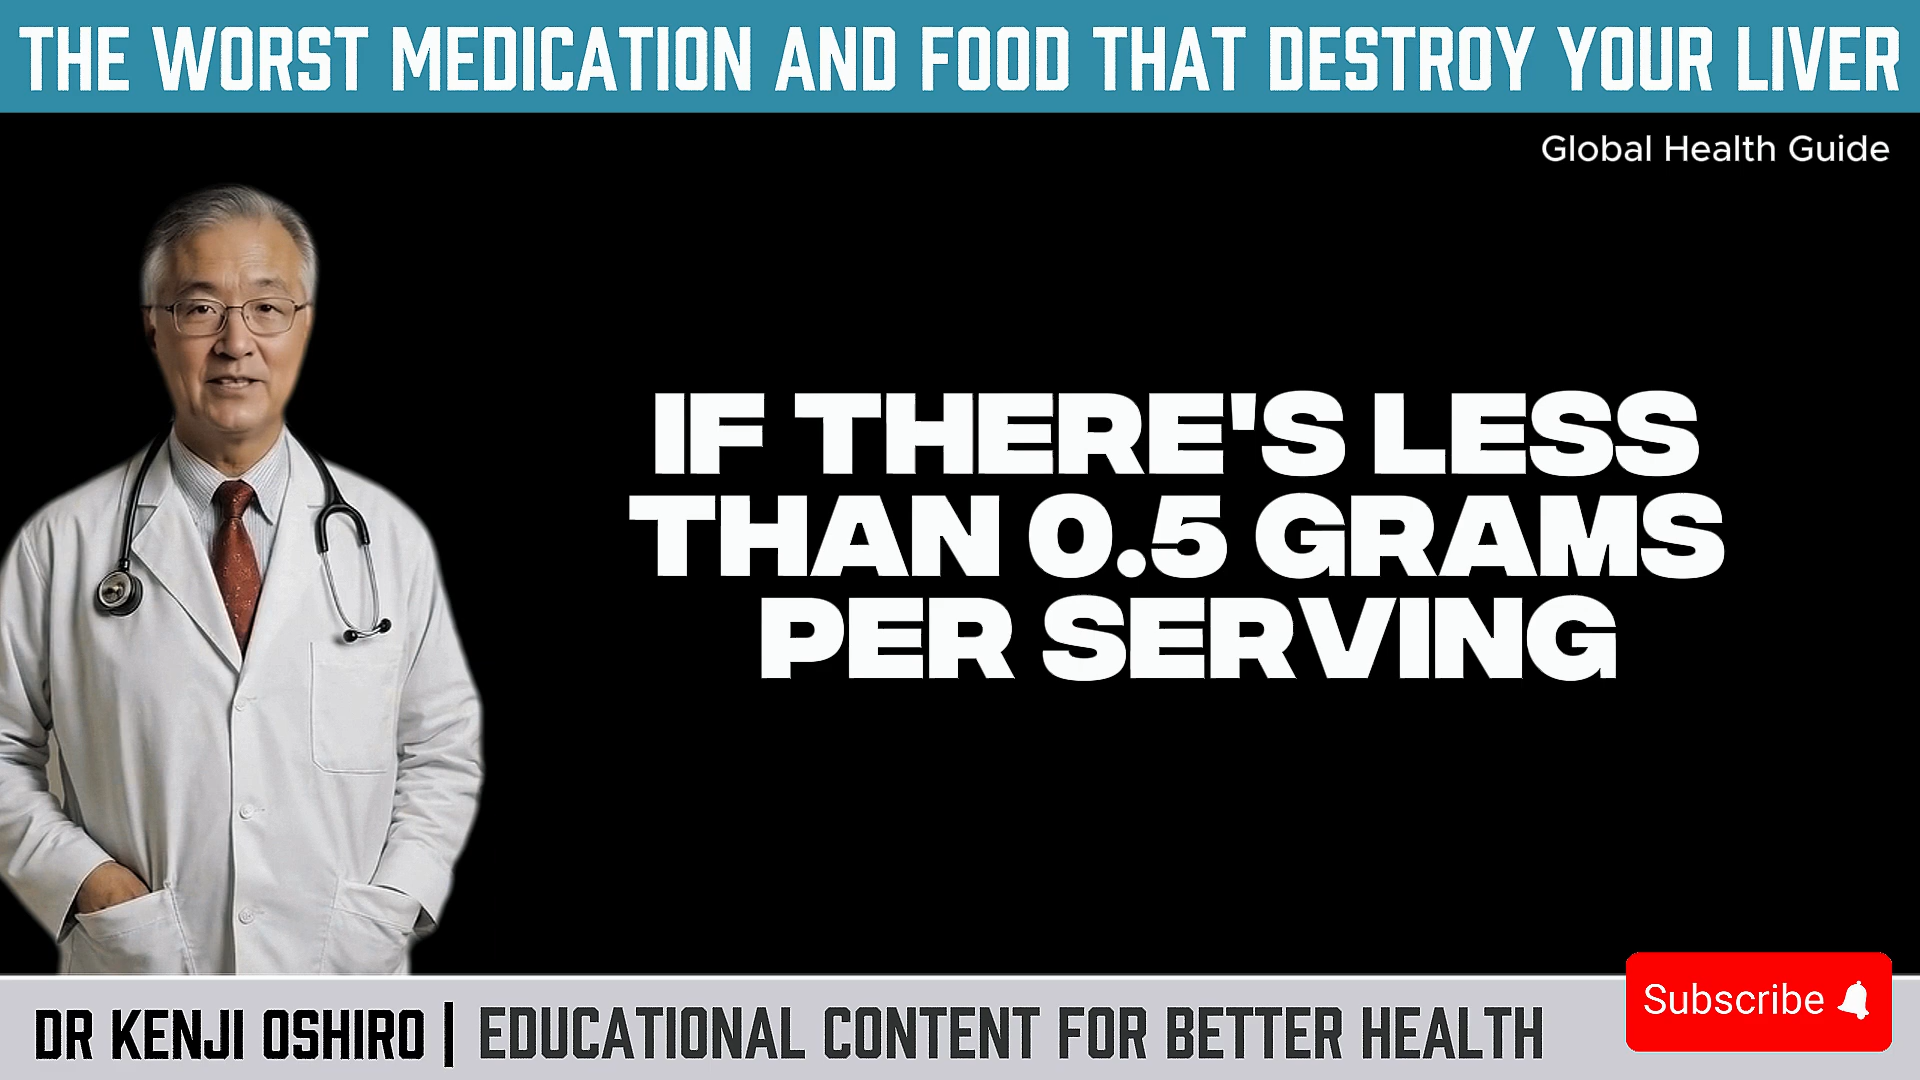 THE WORST MEDICATION AND FOOD THAT DESTROY YOUR LIVER
Global Health Guide
IF THERE'S LESS
THAN 0.5 GRAMS
PER SERVING
DR KENJI OSHIRO | EDUCATIONAL CONTENT FOR BETTER HEALTH
Subscribe